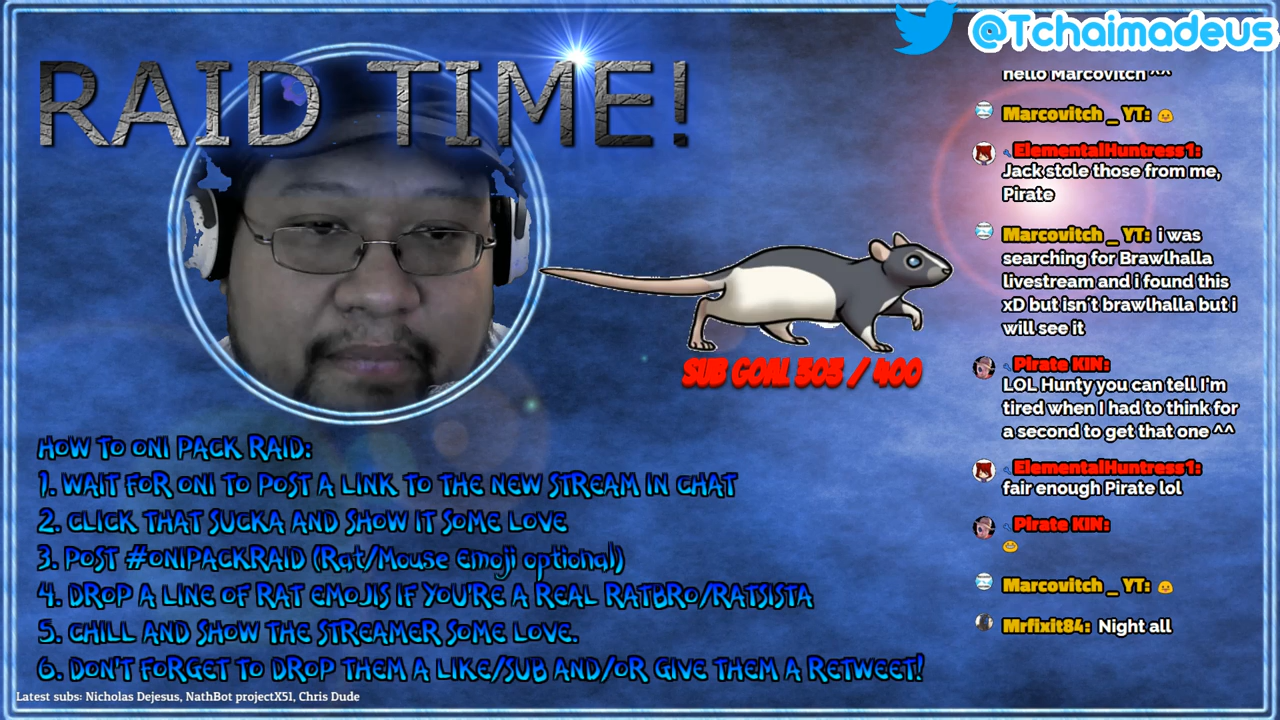 @Tchaimadeus
RAID TIME!
hello Marcovitch ^^
Marcovitch _ YT:
ElementalHuntress1:
Jack stole those from me,
Pirate
Marcovitch _ YT: i was
searching for Brawlhalla
livestream and i found this
xD but isn´t brawlhalla but i
will see it
Pirate KIN:
LOL Hunty you can tell I'm
tired when I had to think for
a second to get that one ^^
ElementalHuntress1:
fair enough Pirate lol
Pirate KIN:
Marcovitch _ YT:
Mrfixit84: Night all
SUB GOAL 303 / 400
HOW TO ONI PACK RAID:
1. WAIT FOR ONI TO POST A LINK TO THE NEW STREAM IN CHAT
2. CLICK THAT SUCKA AND SHOW IT SOME LOVE
3. POST #ONIPACKRAID (Rat/Mouse Emoji optional)
4. DROP A LINE OF RAT EMOJIS IF YOU'RE A REAL RATBRO/RATSISTA
5. CHILL AND SHOW THE STREAMER SOME LOVE.
6. DON'T FORGET TO DROP THEM A LIKE/SUB AND/OR GIVE THEM A RETWEET!
Latest subs: Nicholas Dejesus, NathBot projectX51, Chris Dude